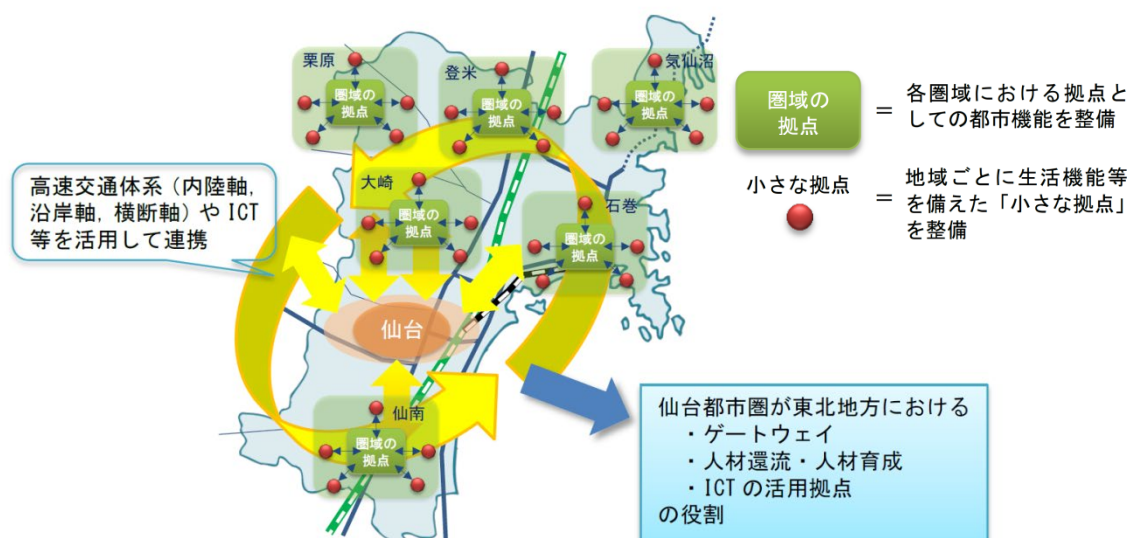 栗原
圏域の
拠点
登米
圏域の
拠点
気仙沼
圏域の
拠点
大崎
圏域の
拠点
石巻
圏域の
拠点
仙台
仙南
圏域の
拠点
高速交通体系（内陸軸，
沿岸軸，横断軸）や ICT
等を活用して連携
圏域の
拠点
＝
各圏域における拠点と
しての都市機能を整備
小さな拠点
＝
地域ごとに生活機能等
を備えた「小さな拠点」
を整備
仙台都市圏が東北地方における
・ゲートウェイ
・人材還流・人材育成
・ICT の活用拠点
の役割